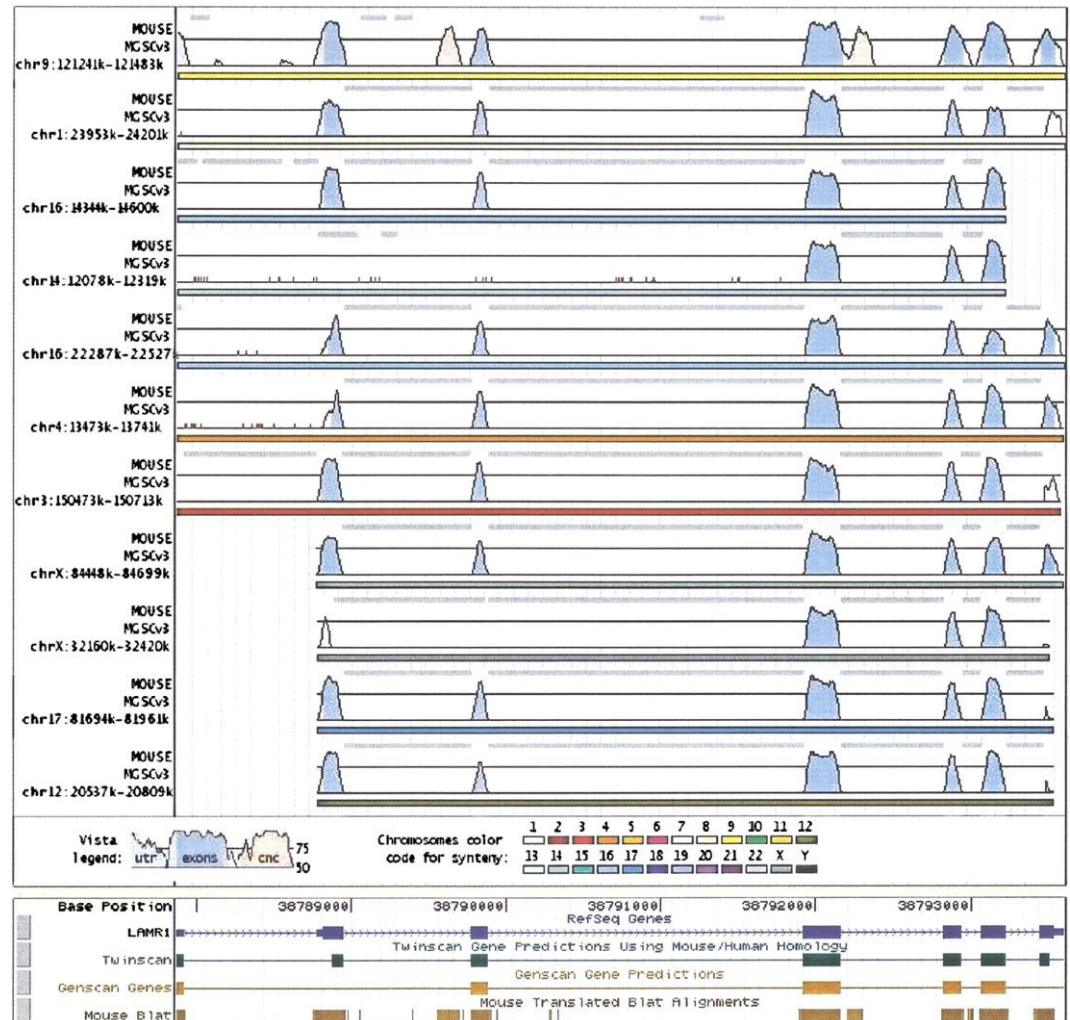 MOUSE
MGSCv3
chr9:121241k-121483k
MOUSE
MGSCv3
chr1:23953k-24201k
MOUSE
MGSCv3
chr16:14344k-14600k
MOUSE
MGSCv3
chr14:12078k-12319k
MOUSE
MGSCv3
chr16:22287k-22527
MOUSE
MGSCv3
chr4:13473k-13741k
MOUSE
MGSCv3
chr3:150473k-150713k
MOUSE
MGSCv3
chrX:84448k-84699k
MOUSE
MGSCv3
chrX:32160k-32420k
MOUSE
MGSCv3
chr17:81694k-81961k
MOUSE
MGSCv3
chr12:20537k-20809k
Vista legend: utr exons cnc 75 50
Chromosomes color code for synteny:
1 2 3 4 5 6 7 8 9 10 11 12
13 14 15 16 17 18 19 20 21 22 X Y
Base Position 38789000 38790000 38791000 38792000 38793000
RefSeq Genes
LAMR1
Twinscan Gene Predictions Using Mouse/Human Homology
Twinscan
Genscan Gene Predictions
Genscan Genes
Mouse Translated Blat Alignments
Mouse Blat